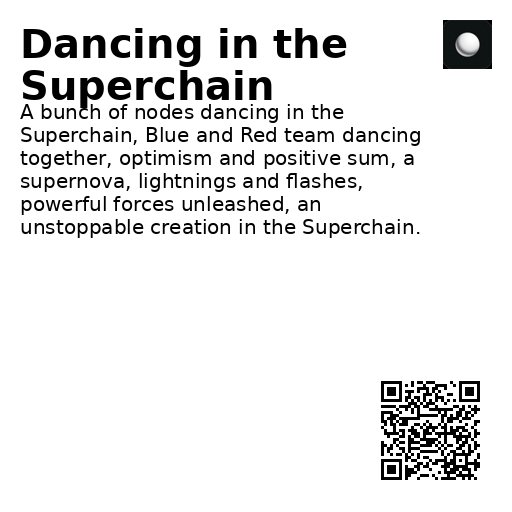 Dancing in the
Superchain
A bunch of nodes dancing in the
Superchain, Blue and Red team dancing
together, optimism and positive sum, a
supernova, lightnings and flashes,
powerful forces unleashed, an
unstoppable creation in the Superchain.